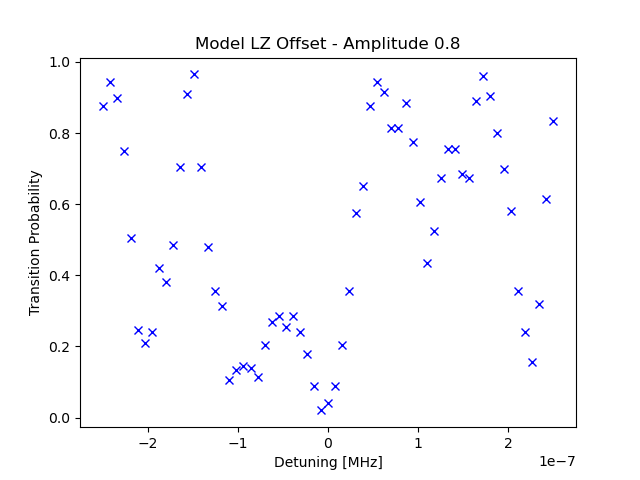 Model LZ Offset - Amplitude 0.8
Transition Probability
1.0
0.8
0.6
0.4
0.2
0.0
−2 −1 0 1 2
1e−7
Detuning [MHz]